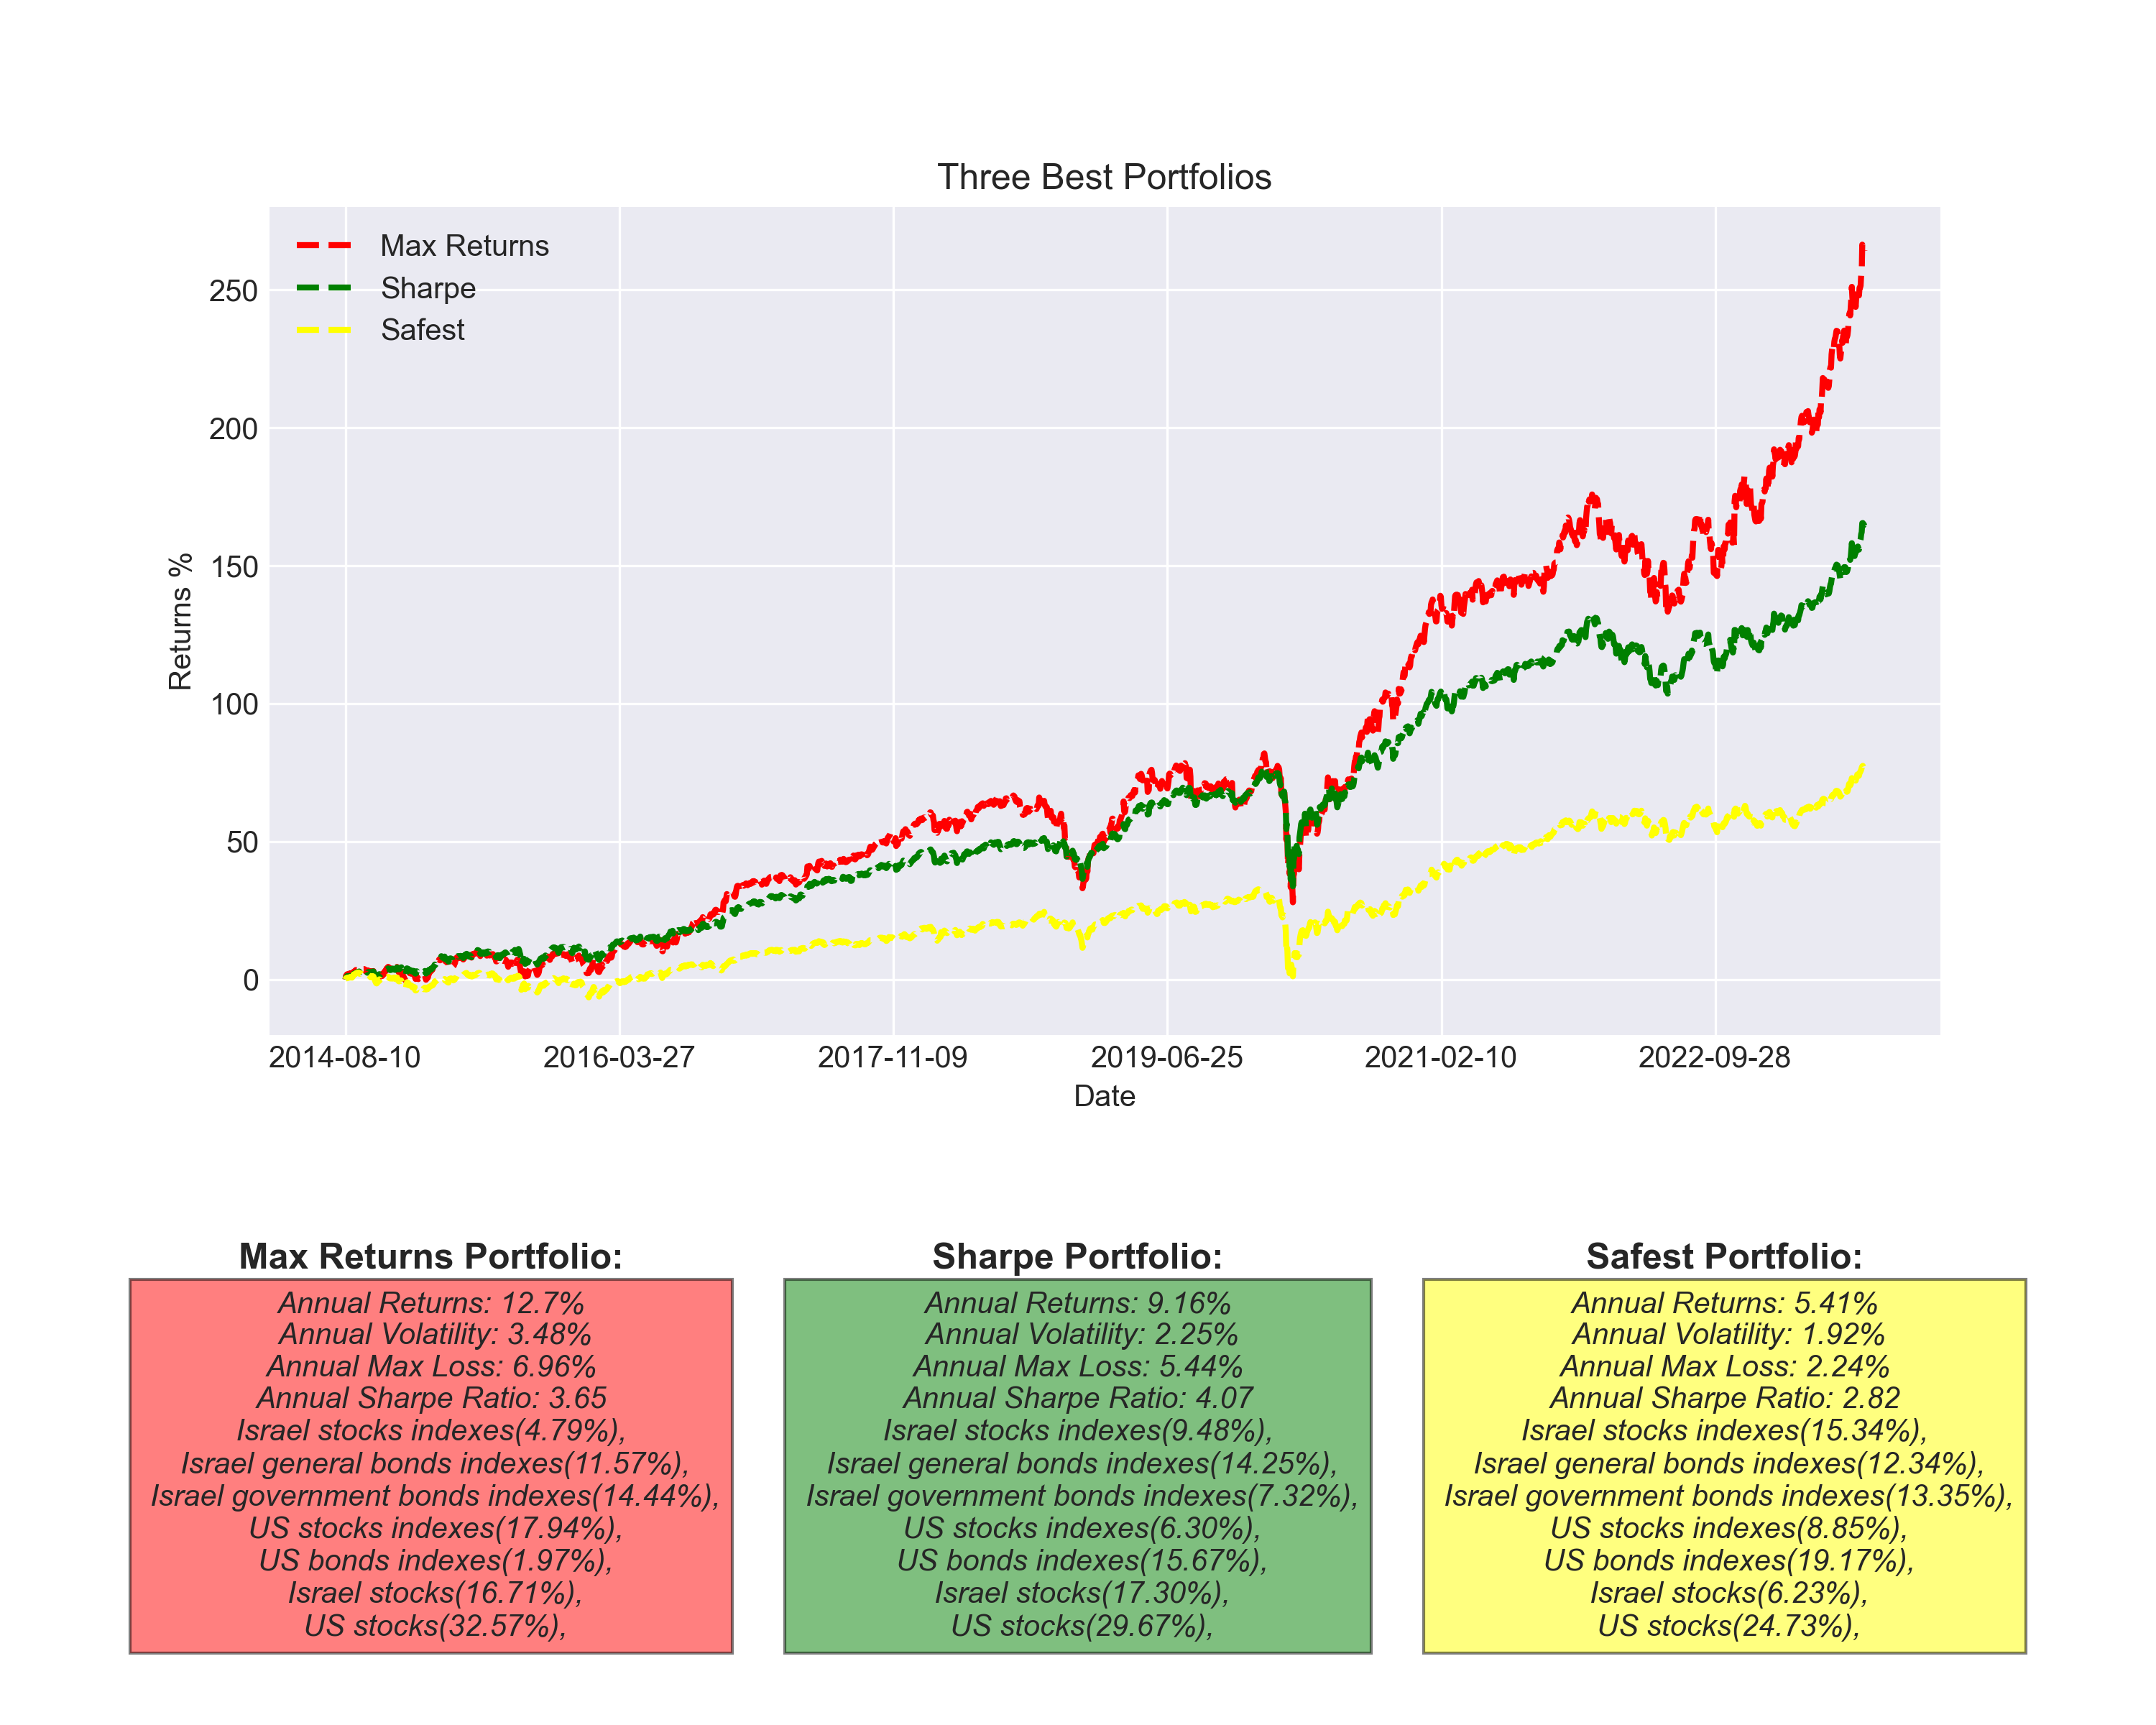 Three Best Portfolios
Max Returns
Sharpe
Safest
250
200
150
100
50
0
Returns %
2014-08-10 2016-03-27 2017-11-09 2019-06-25 2021-02-10 2022-09-28
Date
Max Returns Portfolio:
Annual Returns: 12.7%
Annual Volatility: 3.48%
Annual Max Loss: 6.96%
Annual Sharpe Ratio: 3.65
Israel stocks indexes(4.79%),
Israel general bonds indexes(11.57%),
Israel government bonds indexes(14.44%),
US stocks indexes(17.94%),
US bonds indexes(1.97%),
Israel stocks(16.71%),
US stocks(32.57%),
Sharpe Portfolio:
Annual Returns: 9.16%
Annual Volatility: 2.25%
Annual Max Loss: 5.44%
Annual Sharpe Ratio: 4.07
Israel stocks indexes(9.48%),
Israel general bonds indexes(14.25%),
Israel government bonds indexes(7.32%),
US stocks indexes(6.30%),
US bonds indexes(15.67%),
Israel stocks(17.30%),
US stocks(29.67%),
Safest Portfolio:
Annual Returns: 5.41%
Annual Volatility: 1.92%
Annual Max Loss: 2.24%
Annual Sharpe Ratio: 2.82
Israel stocks indexes(15.34%),
Israel general bonds indexes(12.34%),
Israel government bonds indexes(13.35%),
US stocks indexes(8.85%),
US bonds indexes(19.17%),
Israel stocks(6.23%),
US stocks(24.73%),